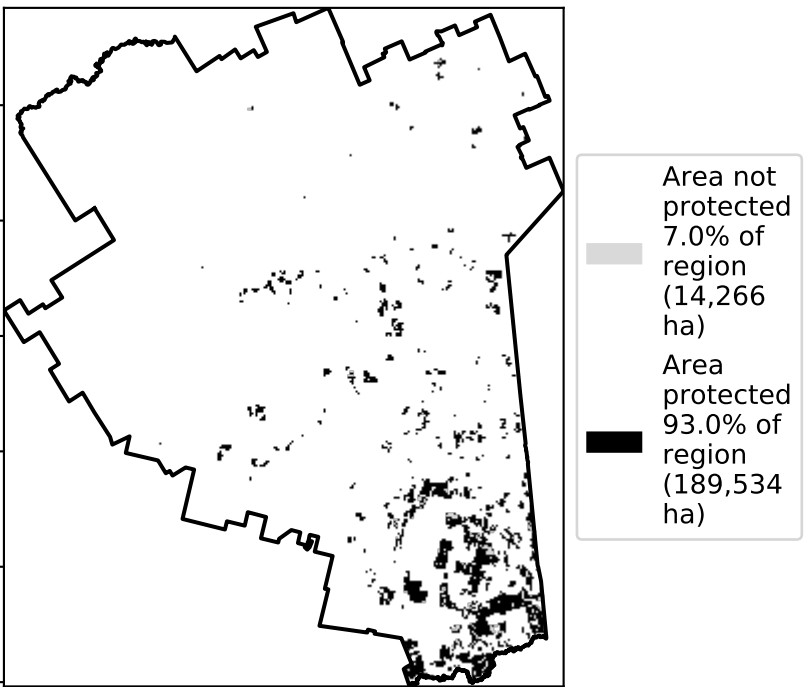 Area not
protected
7.0% of
region
(14,266
ha)
Area
protected
93.0% of
region
(189,534
ha)